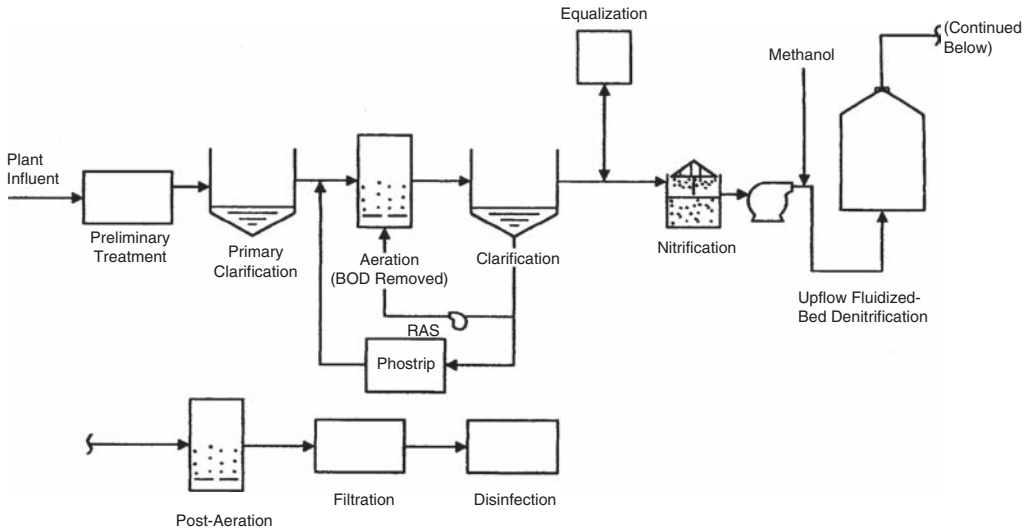 Equalization
(Continued
Below)
Methanol
Plant
Influent
Preliminary
Treatment
Primary
Clarification
Aeration
(BOD Removed)
Clarification
Nitrification
Upflow Fluidized-
Bed Denitrification
RAS
Phostrip
Post-Aeration
Filtration
Disinfection